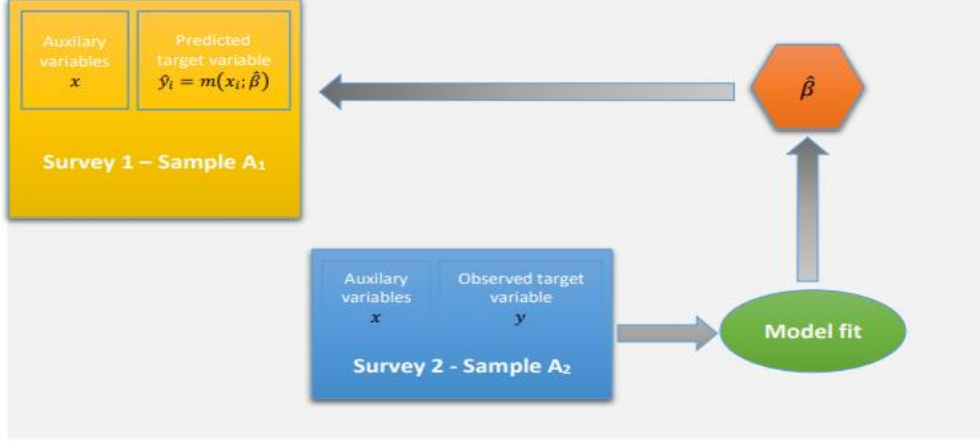 Auxilary
variables
x
Predicted
target variable
ŷᵢ = m(xᵢ; β̂)
Survey 1 – Sample A₁
β̂
Auxilary
variables
x
Observed target
variable
y
Survey 2 - Sample A₂
Model fit